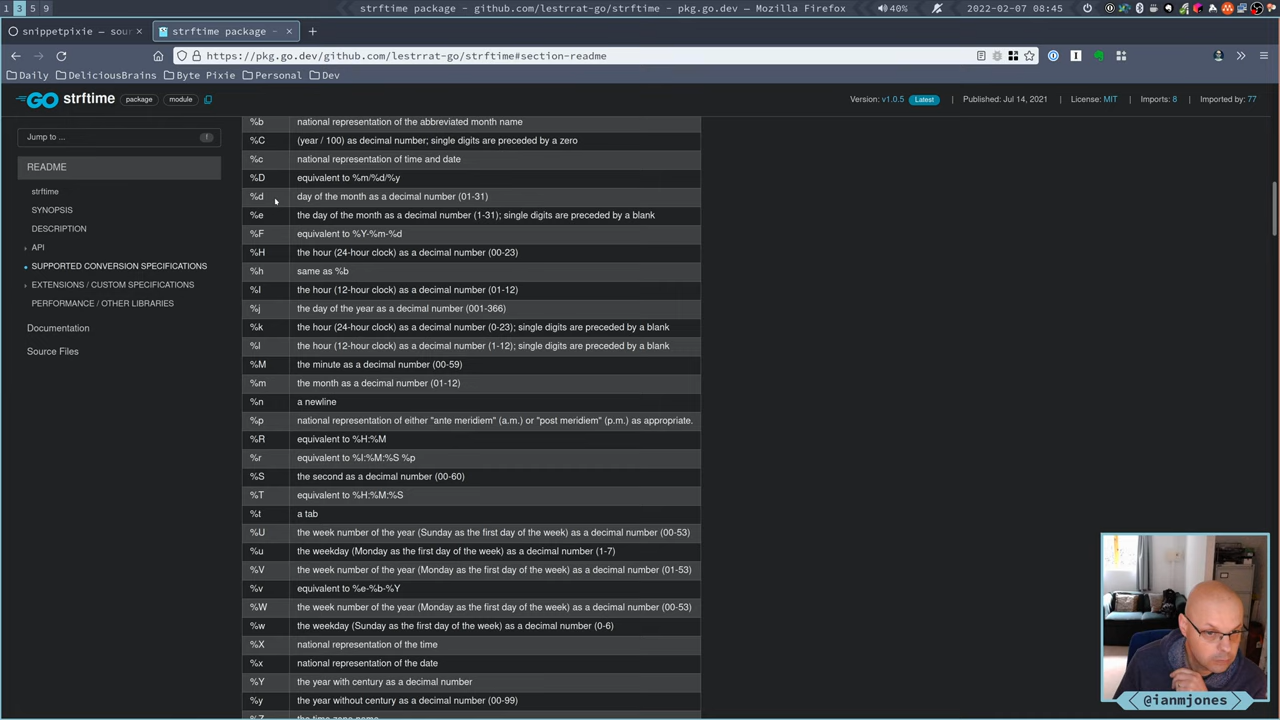 1 3 5 9
strftime package - github.com/lestrrat-go/strftime - pkg.go.dev — Mozilla Firefox
40%
2022-02-07 08:45
snippetpixie — sour
strftime package -
https://pkg.go.dev/github.com/lestrrat-go/strftime#section-readme
Daily DeliciousBrains Byte Pixie Personal Dev
GO strftime package module
Version: v1.0.5 Latest | Published: Jul 14, 2021 | License: MIT | Imports: 8 | Imported by: 77
Jump to ...
README
strftime
SYNOPSIS
DESCRIPTION
API
SUPPORTED CONVERSION SPECIFICATIONS
EXTENSIONS / CUSTOM SPECIFICATIONS
PERFORMANCE / OTHER LIBRARIES
Documentation
Source Files
%b national representation of the abbreviated month name
%C (year / 100) as decimal number; single digits are preceded by a zero
%c national representation of time and date
%D equivalent to %m/%d/%y
%d day of the month as a decimal number (01-31)
%e the day of the month as a decimal number (1-31); single digits are preceded by a blank
%F equivalent to %Y-%m-%d
%H the hour (24-hour clock) as a decimal number (00-23)
%h same as %b
%I the hour (12-hour clock) as a decimal number (01-12)
%j the day of the year as a decimal number (001-366)
%k the hour (24-hour clock) as a decimal number (0-23); single digits are preceded by a blank
%l the hour (12-hour clock) as a decimal number (1-12); single digits are preceded by a blank
%M the minute as a decimal number (00-59)
%m the month as a decimal number (01-12)
%n a newline
%p national representation of either "ante meridiem" (a.m.) or "post meridiem" (p.m.) as appropriate.
%R equivalent to %H:%M
%r equivalent to %I:%M:%S %p
%S the second as a decimal number (00-60)
%T equivalent to %H:%M:%S
%t a tab
%U the week number of the year (Sunday as the first day of the week) as a decimal number (00-53)
%u the weekday (Monday as the first day of the week) as a decimal number (1-7)
%V the week number of the year (Monday as the first day of the week) as a decimal number (01-53)
%v equivalent to %e-%b-%Y
%W the week number of the year (Monday as the first day of the week) as a decimal number (00-53)
%w the weekday (Sunday as the first day of the week) as a decimal number (0-6)
%X national representation of the time
%x national representation of the date
%Y the year with century as a decimal number
%y the year without century as a decimal number (00-99)
%Z the time zone name
@ianmjones